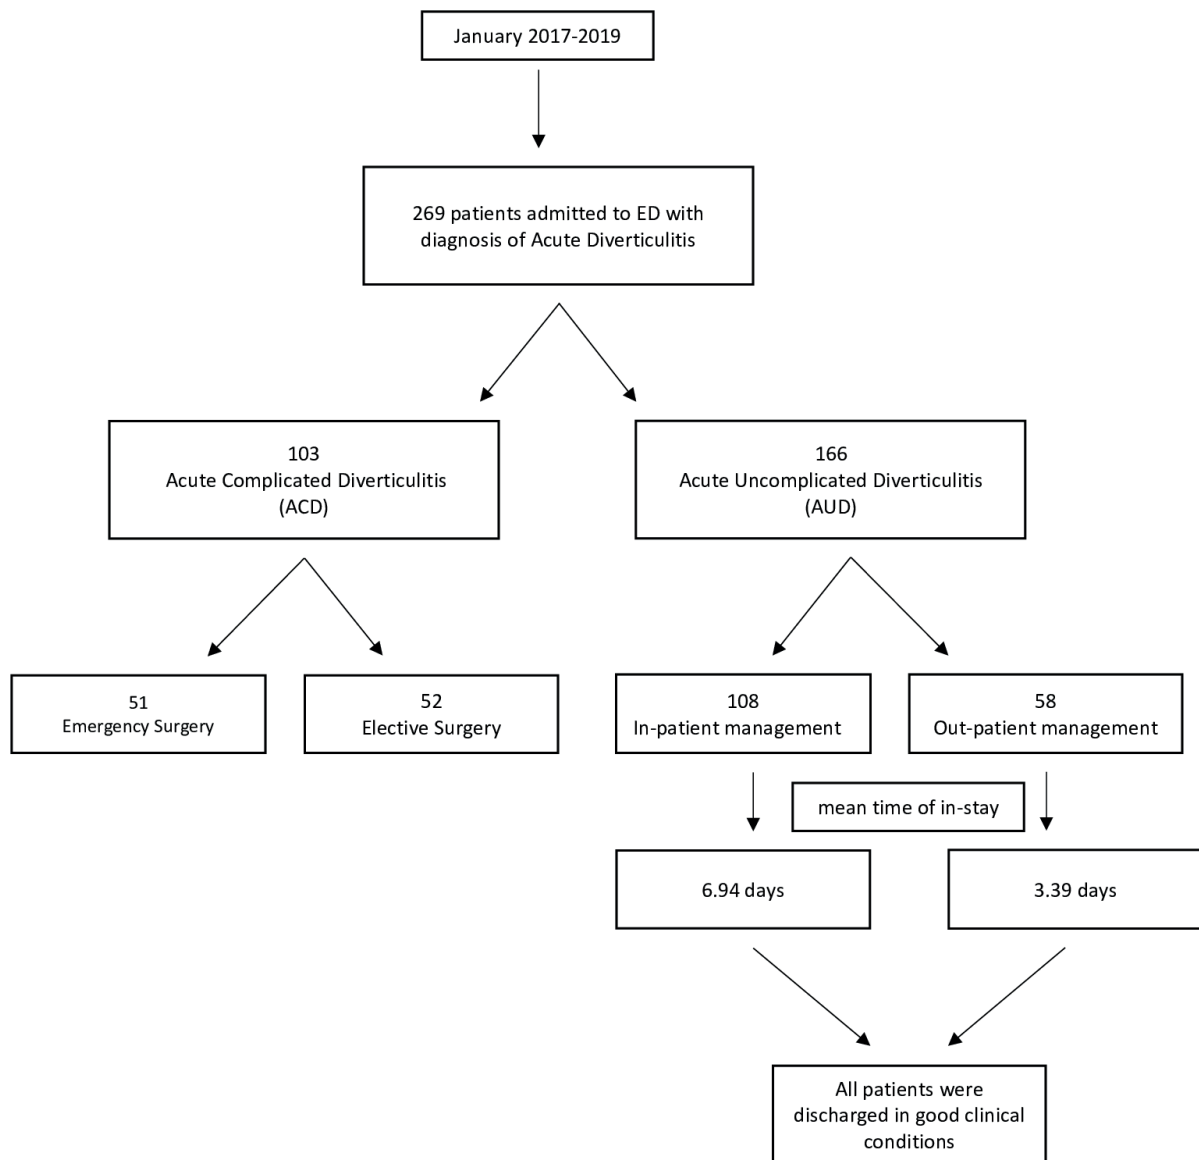 January 2017-2019
269 patients admitted to ED with
diagnosis of Acute Diverticulitis
103
Acute Complicated Diverticulitis
(ACD)
166
Acute Uncomplicated Diverticulitis
(AUD)
51
Emergency Surgery
52
Elective Surgery
108
In-patient management
58
Out-patient management
mean time of in-stay
6.94 days
3.39 days
All patients were
discharged in good clinical
conditions